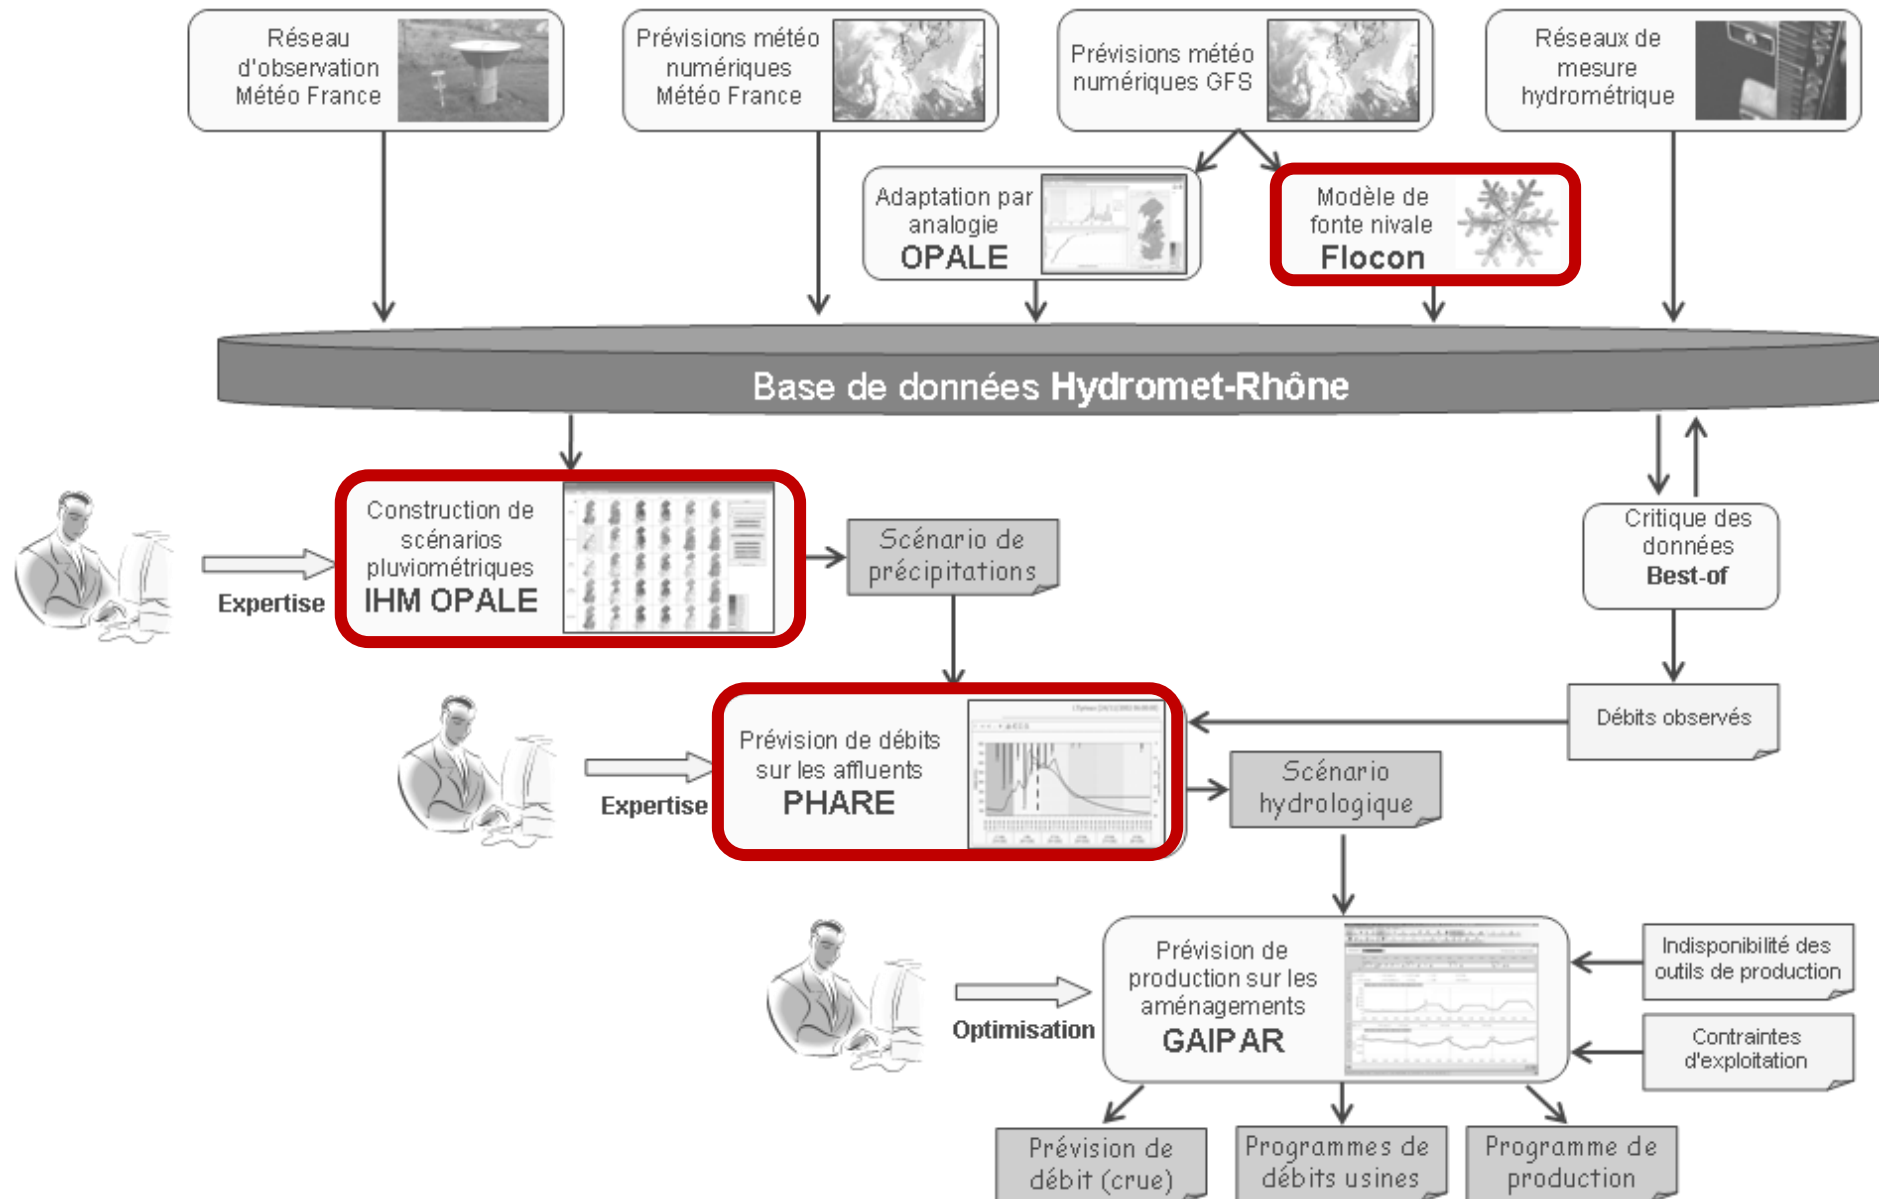 Réseau
d'observation
Météo France
Prévisions météo
numériques
Météo France
Prévisions météo
numériques GFS
Réseaux de
mesure
hydrométrique
Adaptation par
analogie
OPALE
Modèle de
fonte nivale
Flocon
Base de données Hydromet-Rhône
Construction de
scénarios
pluviométriques
IHM OPALE
Expertise
Scénario de
précipitations
Critique des
données
Best-of
Débits observés
Prévision de débits
sur les affluents
PHARE
Expertise
Scénario
hydrologique
Prévision de
production sur les
aménagements
GAIPAR
Optimisation
Indisponibilité des
outils de production
Contraintes
d'exploitation
Prévision de
débit (crue)
Programmes de
débits usines
Programme de
production